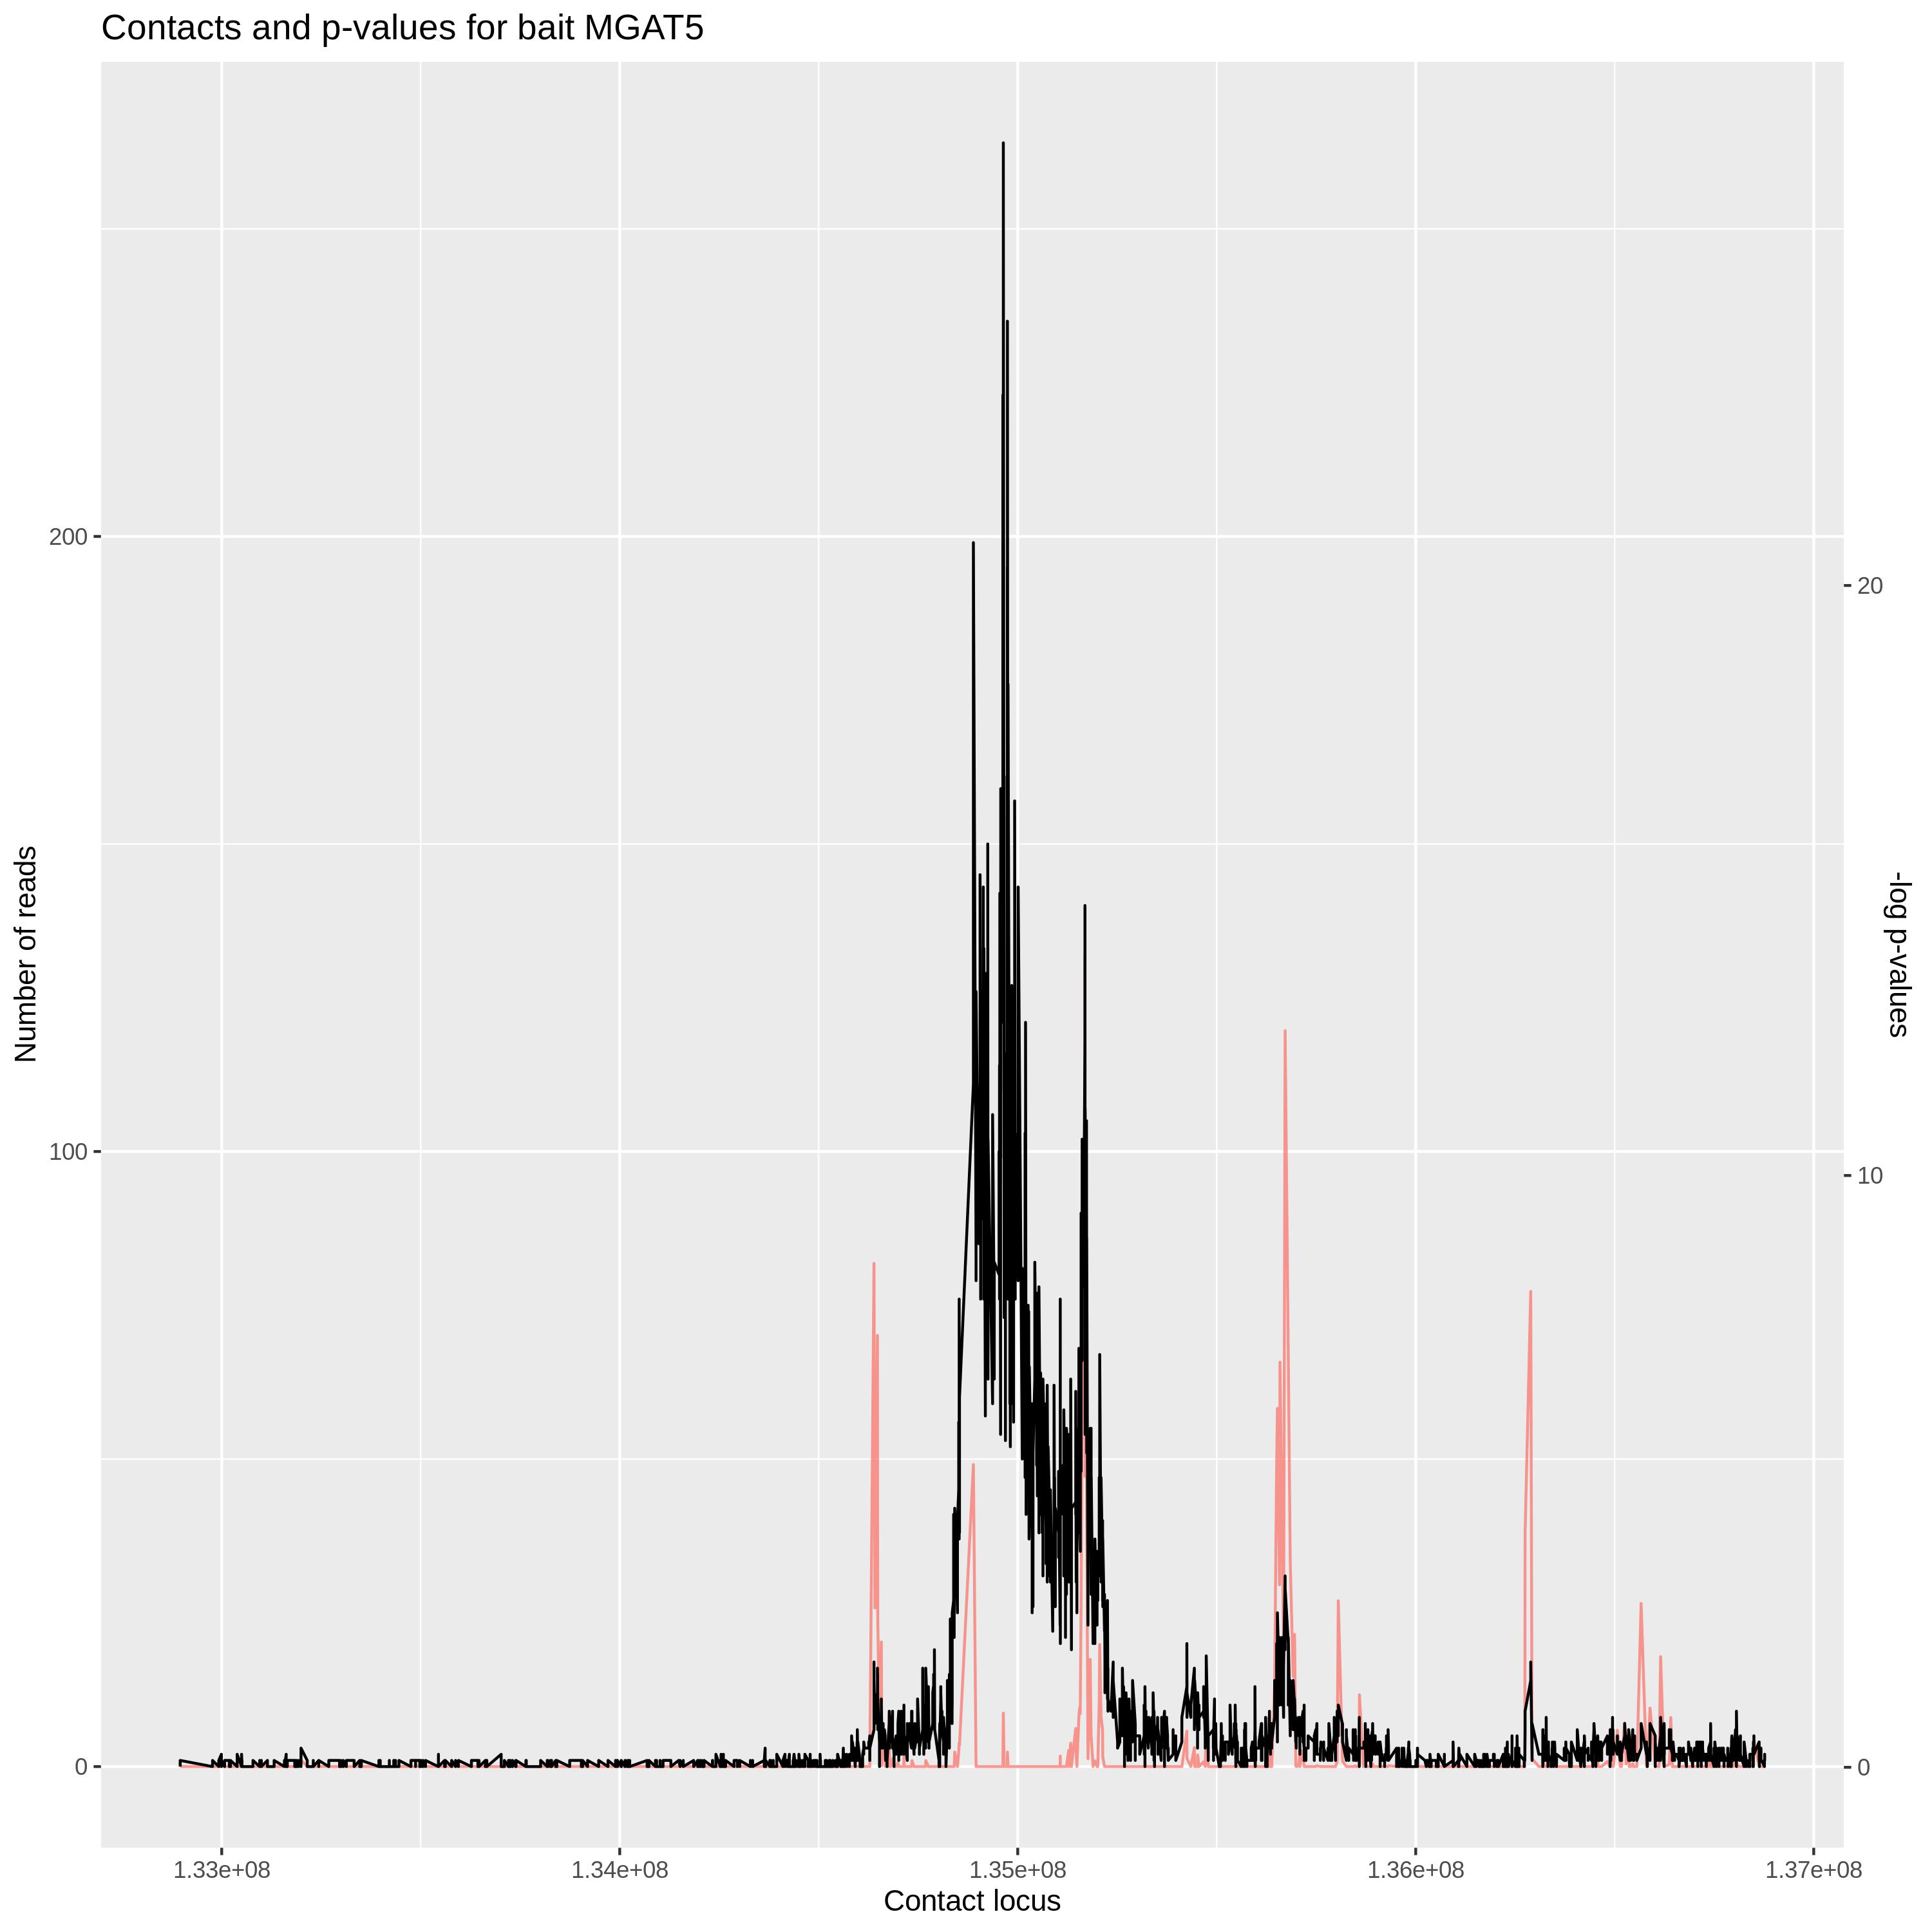 Contacts and p-values for bait MGAT5
Number of reads
200
100
0
20
10
0
-log p-values
1.33e+08
1.34e+08
1.35e+08
1.36e+08
1.37e+08
Contact locus